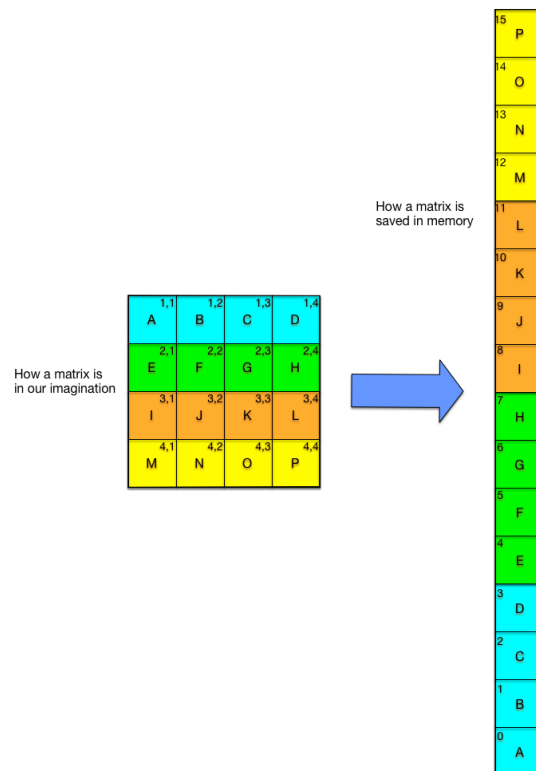 15
P
14
O
13
N
12
M
How a matrix is
saved in memory
11
L
10
K
9
J
8
I
7
H
6
G
5
F
4
E
3
D
2
C
1
B
0
A
How a matrix is
in our imagination
1,1 1,2 1,3 1,4
A B C D
2,1 2,2 2,3 2,4
E F G H
3,1 3,2 3,3 3,4
I J K L
4,1 4,2 4,3 4,4
M N O P